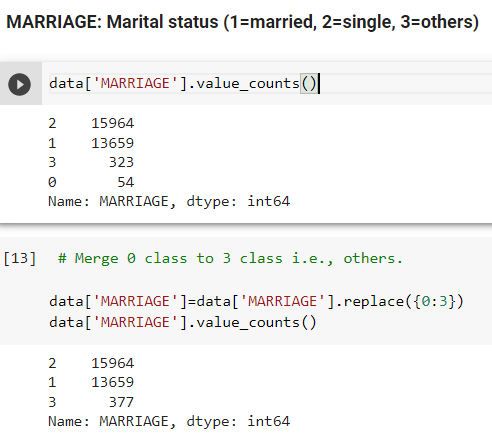 MARRIAGE: Marital status (1=married, 2=single, 3=others)
data['MARRIAGE'].value_counts()
2    15964
1    13659
3      323
0       54
Name: MARRIAGE, dtype: int64
[13] # Merge 0 class to 3 class i.e., others.
data['MARRIAGE']=data['MARRIAGE'].replace({0:3})
data['MARRIAGE'].value_counts()
2    15964
1    13659
3      377
Name: MARRIAGE, dtype: int64